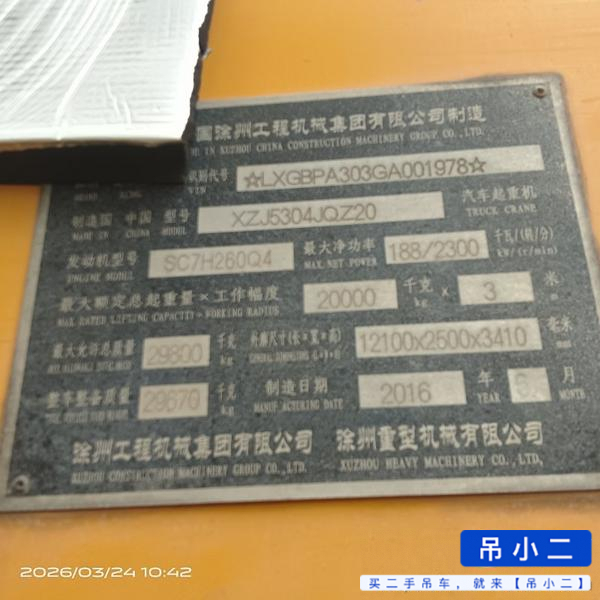 国徐州工程机械集团有限公司制造
IN XUZHOU CHINA CONSTRUCTION MACHINERY GROUP CO.,LTD.
识别代号 ☆LXGBPA303GA001978☆
VIN
制造国 中国 型号 XZJ5304JQZ20 汽车起重机
MADE IN CHINA MODEL TRUCK CRANE
发动机型号 SC7H260Q4 最大净功率 188/2300 千瓦/(转/分)
ENGINE MODEL MAX.NET POWER kW/(r/min)
最大额定总起重量×工作幅度 20000 千克 × 3 米
MAX.RATED LIFTING CAPACITY×WORKING RADIUS kg m
最大允许总质量 29800 千克 外廓尺寸(长×宽×高) 12100x2500x3410 毫米
kg GENERAL DIMENSIONS (L×W×H) mm
整车整备质量 29670 千克 制造日期 2016 年 月
kg MANUFACTURING DATE YEAR MONTH
徐州工程机械集团有限公司 徐州重型机械有限公司
XUZHOU CONSTRUCTION MACHINERY GROUP CO.,LTD. XUZHOU HEAVY MACHINERY CO.,LTD.
吊小二
2026/03/24 10:42
买二手吊车，就来【吊小二】